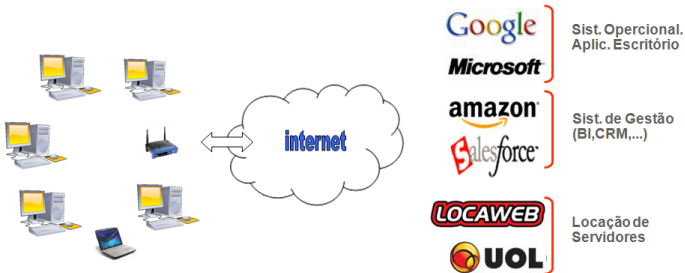 internet
Google
Microsoft
amazon
salesforce
LOCAWEB
UOL
Sist. Opercional.
Aplic. Escritório
Sist. de Gestão
(BI,CRM,...)
Locação de
Servidores